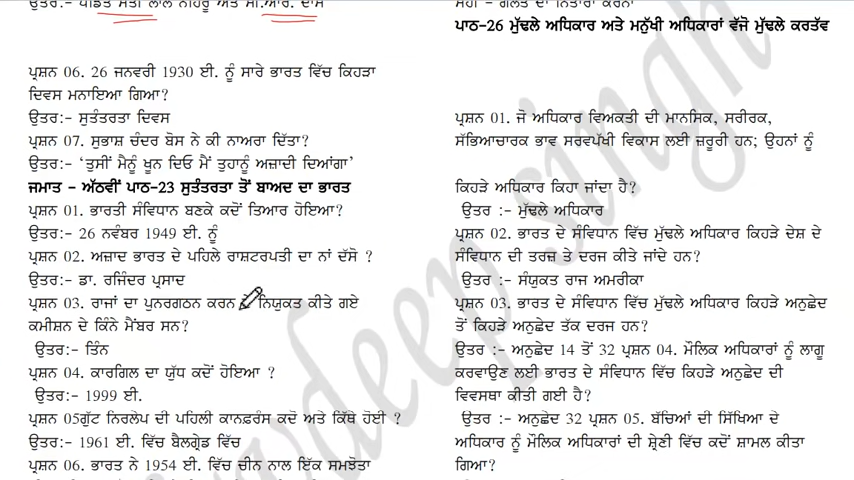 ਉਤਰ:- ਪੰਡਿਤ ਮੋਤੀ ਲਾਲ ਨਹਿਰੂ ਅਤੇ ਸੀ.ਆਰ. ਦਾਸ
ਪ੍ਰਸ਼ਨ 06. 26 ਜਨਵਰੀ 1930 ਈ. ਨੂੰ ਸਾਰੇ ਭਾਰਤ ਵਿੱਚ ਕਿਹੜਾ
ਦਿਵਸ ਮਨਾਇਆ ਗਿਆ?
ਉਤਰ:- ਸੁਤੰਤਰਤਾ ਦਿਵਸ
ਪ੍ਰਸ਼ਨ 07. ਸੁਭਾਸ਼ ਚੰਦਰ ਬੋਸ ਨੇ ਕੀ ਨਾਅਰਾ ਦਿੱਤਾ?
ਉਤਰ:- ‘ਤੁਸੀਂ ਮੈਨੂੰ ਖੂਨ ਦਿਓ ਮੈਂ ਤੁਹਾਨੂੰ ਅਜ਼ਾਦੀ ਦਿਆਂਗਾ’
ਜਮਾਤ - ਅੱਠਵੀਂ ਪਾਠ-23 ਸੁਤੰਤਰਤਾ ਤੋਂ ਬਾਅਦ ਦਾ ਭਾਰਤ
ਪ੍ਰਸ਼ਨ 01. ਭਾਰਤੀ ਸੰਵਿਧਾਨ ਬਣਕੇ ਕਦੋਂ ਤਿਆਰ ਹੋਇਆ?
ਉਤਰ:- 26 ਨਵੰਬਰ 1949 ਈ. ਨੂੰ
ਪ੍ਰਸ਼ਨ 02. ਅਜ਼ਾਦ ਭਾਰਤ ਦੇ ਪਹਿਲੇ ਰਾਸ਼ਟਰਪਤੀ ਦਾ ਨਾਂ ਦੱਸੋ ?
ਉਤਰ:- ਡਾ. ਰਜਿੰਦਰ ਪ੍ਰਸਾਦ
ਪ੍ਰਸ਼ਨ 03. ਰਾਜਾਂ ਦਾ ਪੁਨਰਗਠਨ ਕਰਨ ਨਿਯੁਕਤ ਕੀਤੇ ਗਏ
ਕਮੀਸ਼ਨ ਦੇ ਕਿੰਨੇ ਮੈਂਬਰ ਸਨ?
ਉਤਰ:- ਤਿੰਨ
ਪ੍ਰਸ਼ਨ 04. ਕਾਰਗਿਲ ਦਾ ਯੁੱਧ ਕਦੋਂ ਹੋਇਆ ?
ਉਤਰ:- 1999 ਈ.
ਪ੍ਰਸ਼ਨ 05ਗੁੱਟ ਨਿਰਲੇਪ ਦੀ ਪਹਿਲੀ ਕਾਨਫ਼ਰੰਸ ਕਦੋ ਅਤੇ ਕਿੱਥੇ ਹੋਈ ?
ਉਤਰ:- 1961 ਈ. ਵਿੱਚ ਬੈਲਗ੍ਰੇਡ ਵਿੱਚ
ਪ੍ਰਸ਼ਨ 06. ਭਾਰਤ ਨੇ 1954 ਈ. ਵਿੱਚ ਚੀਨ ਨਾਲ ਇੱਕ ਸਮਝੋਤਾ
ਸਹੀ - ਗਲਤ ਦਾ ਨਿਤਾਰਾ ਕਰਨਾ
ਪਾਠ-26 ਮੁੱਢਲੇ ਅਧਿਕਾਰ ਅਤੇ ਮਨੁੱਖੀ ਅਧਿਕਾਰਾਂ ਵੱਜੋ ਮੁੱਢਲੇ ਕਰਤੱਵ
ਪ੍ਰਸ਼ਨ 01. ਜੋ ਅਧਿਕਾਰ ਵਿਅਕਤੀ ਦੀ ਮਾਨਸਿਕ, ਸਰੀਰਕ,
ਸੱਭਿਆਚਾਰਕ ਭਾਵ ਸਰਵਪੱਖੀ ਵਿਕਾਸ ਲਈ ਜ਼ਰੂਰੀ ਹਨ; ਉਹਨਾਂ ਨੂੰ
ਕਿਹੜੇ ਅਧਿਕਾਰ ਕਿਹਾ ਜਾਂਦਾ ਹੈ?
ਉਤਰ :- ਮੁੱਢਲੇ ਅਧਿਕਾਰ
ਪ੍ਰਸ਼ਨ 02. ਭਾਰਤ ਦੇ ਸੰਵਿਧਾਨ ਵਿੱਚ ਮੁੱਢਲੇ ਅਧਿਕਾਰ ਕਿਹੜੇ ਦੇਸ਼ ਦੇ
ਸੰਵਿਧਾਨ ਦੀ ਤਰਜ਼ ਤੇ ਦਰਜ ਕੀਤੇ ਜਾਂਦੇ ਹਨ?
ਉਤਰ :- ਸੰਯੁਕਤ ਰਾਜ ਅਮਰੀਕਾ
ਪ੍ਰਸ਼ਨ 03. ਭਾਰਤ ਦੇ ਸੰਵਿਧਾਨ ਵਿੱਚ ਮੁੱਢਲੇ ਅਧਿਕਾਰ ਕਿਹੜੇ ਅਨੁਛੇਦ
ਤੋਂ ਕਿਹੜੇ ਅਨੁਛੇਦ ਤੱਕ ਦਰਜ ਹਨ?
ਉਤਰ :- ਅਨੁਛੇਦ 14 ਤੋਂ 32 ਪ੍ਰਸ਼ਨ 04. ਮੌਲਿਕ ਅਧਿਕਾਰਾਂ ਨੂੰ ਲਾਗੂ
ਕਰਵਾਉਣ ਲਈ ਭਾਰਤ ਦੇ ਸੰਵਿਧਾਨ ਵਿੱਚ ਕਿਹੜੇ ਅਨੁਛੇਦ ਦੀ
ਵਿਵਸਥਾ ਕੀਤੀ ਗਈ ਹੈ?
ਉਤਰ :- ਅਨੁਛੇਦ 32 ਪ੍ਰਸ਼ਨ 05. ਬੱਚਿਆਂ ਦੀ ਸਿੱਖਿਆ ਦੇ
ਅਧਿਕਾਰ ਨੂੰ ਮੌਲਿਕ ਅਧਿਕਾਰਾਂ ਦੀ ਸ਼੍ਰੇਣੀ ਵਿੱਚ ਕਦੋਂ ਸ਼ਾਮਲ ਕੀਤਾ
ਗਿਆ?